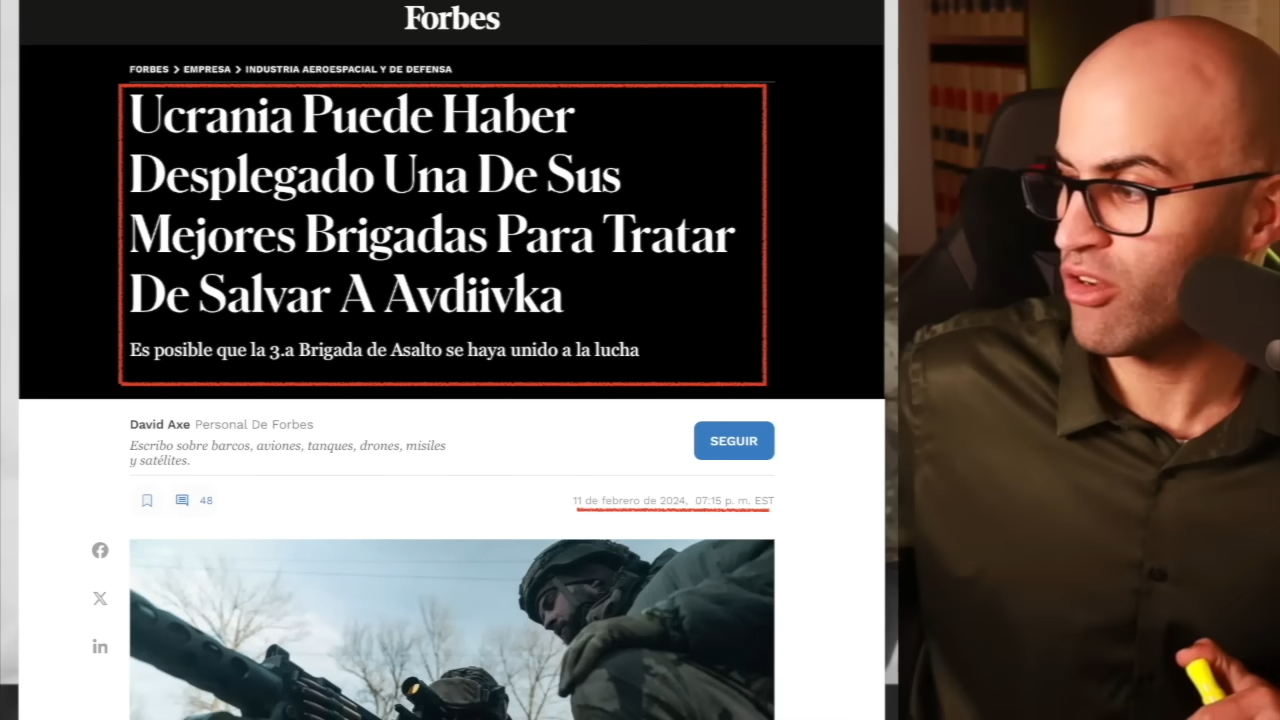 Forbes
FORBES > EMPRESA > INDUSTRIA AEROESPACIAL Y DE DEFENSA
Ucrania Puede Haber
Desplegado Una De Sus
Mejores Brigadas Para Tratar
De Salvar A Avdiivka
Es posible que la 3.a Brigada de Asalto se haya unido a la lucha
David Axe Personal De Forbes
Escribo sobre barcos, aviones, tanques, drones, misiles
y satélites.
SEGUIR
48
11 de febrero de 2024, 07:15 p. m. EST